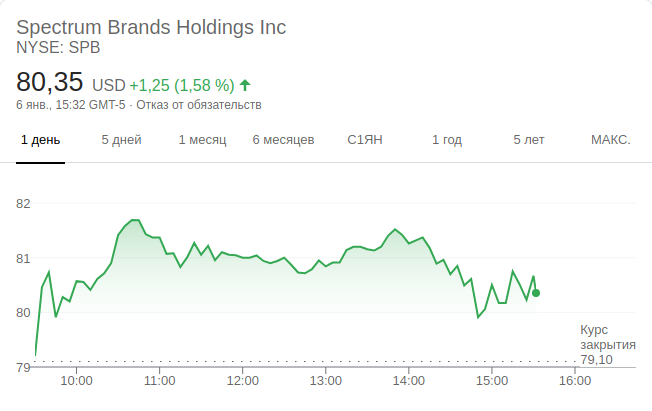 Spectrum Brands Holdings Inc
NYSE: SPB
80,35 USD +1,25 (1,58 %)
6 янв., 15:32 GMT-5 · Отказ от обязательств
1 день 5 дней 1 месяц 6 месяцев С1ЯН 1 год 5 лет МАКС.
82
81
80
79
Курс
закрытия
79,10
10:00 11:00 12:00 13:00 14:00 15:00 16:00